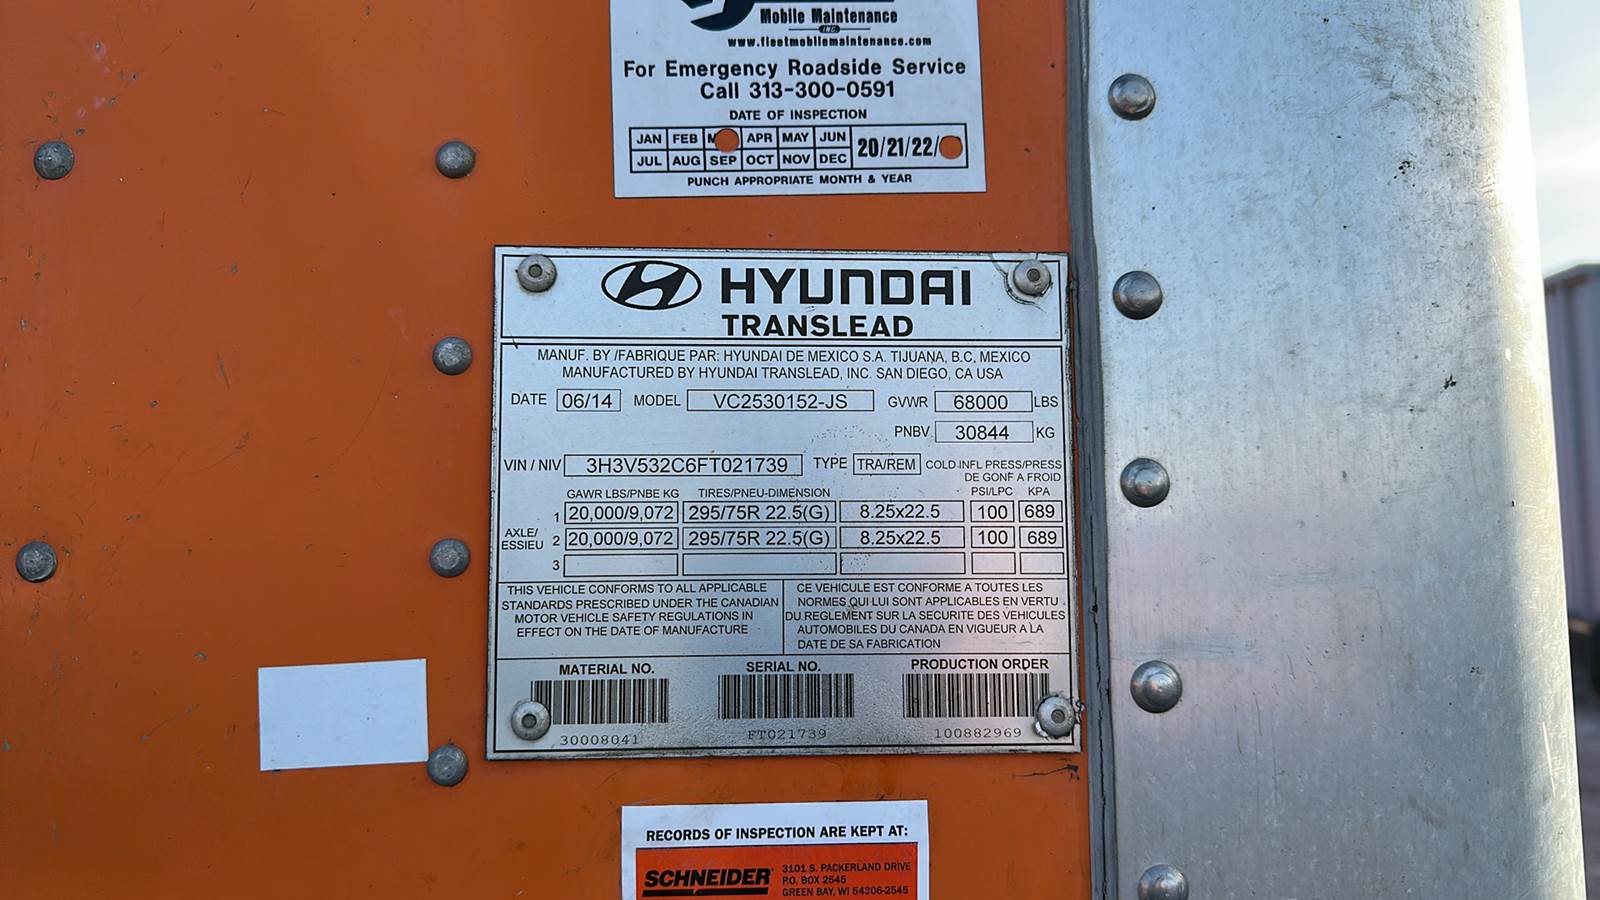 Mobile Maintenance
INC.
www.fleetmobilemaintenance.com
For Emergency Roadside Service
Call 313-300-0591
DATE OF INSPECTION
JAN FEB M APR MAY JUN
JUL AUG SEP OCT NOV DEC
20/21/22/
PUNCH APPROPRIATE MONTH & YEAR
HYUNDAI
TRANSLEAD
MANUF. BY /FABRIQUE PAR: HYUNDAI DE MEXICO S.A. TIJUANA, B.C. MEXICO
MANUFACTURED BY HYUNDAI TRANSLEAD, INC. SAN DIEGO, CA USA
DATE 06/14 MODEL VC2530152-JS GVWR 68000 LBS
PNBV 30844 KG
VIN / NIV 3H3V532C6FT021739 TYPE TRA/REM COLD INFL PRESS/PRESS
DE GONF A FROID
GAWR LBS/PNBE KG TIRES/PNEU-DIMENSION PSI/LPC KPA
1 20,000/9,072 295/75R 22.5(G) 8.25x22.5 100 689
AXLE/
ESSIEU 2 20,000/9,072 295/75R 22.5(G) 8.25x22.5 100 689
3
THIS VEHICLE CONFORMS TO ALL APPLICABLE
STANDARDS PRESCRIBED UNDER THE CANADIAN
MOTOR VEHICLE SAFETY REGULATIONS IN
EFFECT ON THE DATE OF MANUFACTURE
CE VEHICULE EST CONFORME A TOUTES LES
NORMES QUI LUI SONT APPLICABLES EN VERTU
DU REGLEMENT SUR LA SECURITE DES VEHICULES
AUTOMOBILES DU CANADA EN VIGUEUR A LA
DATE DE SA FABRICATION
MATERIAL NO. SERIAL NO. PRODUCTION ORDER
30008041 FT021739 100882969
RECORDS OF INSPECTION ARE KEPT AT:
SCHNEIDER
3101 S. PACKERLAND DRIVE
P.O. BOX 2545
GREEN BAY, WI 54306-2545